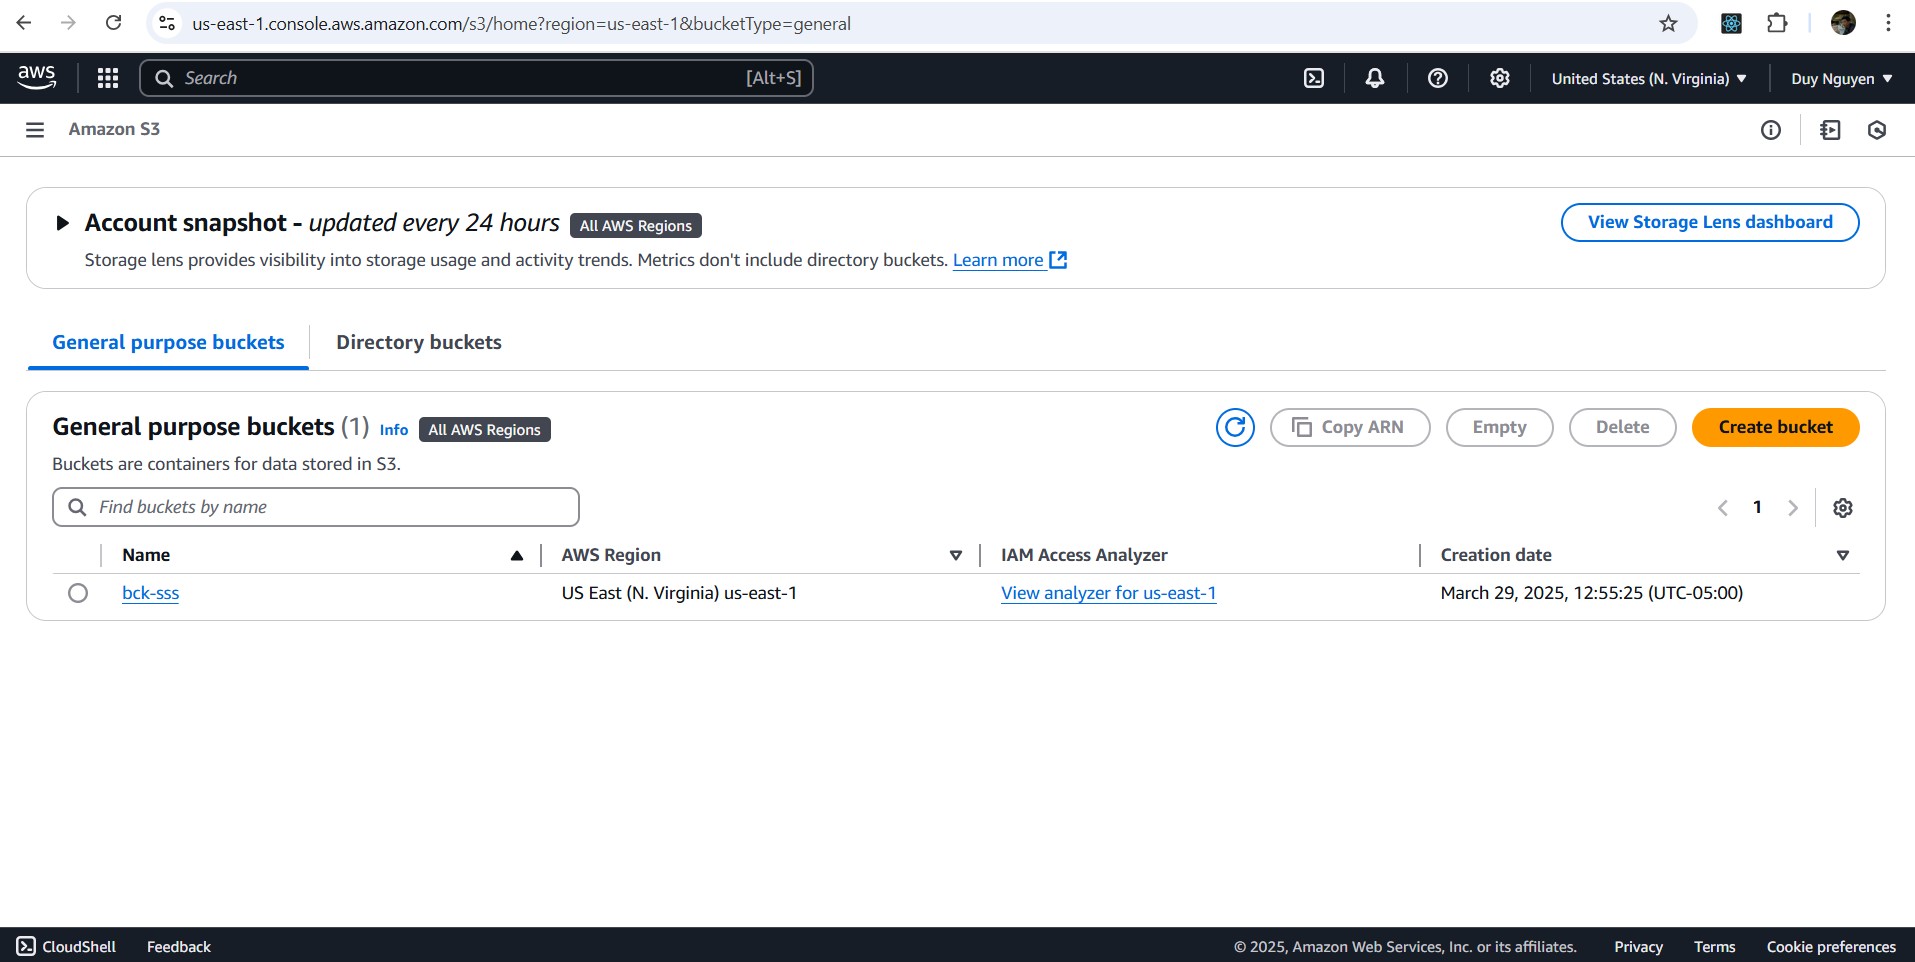 us-east-1.console.aws.amazon.com/s3/home?region=us-east-1&bucketType=general
aws Search [Alt+S] United States (N. Virginia) Duy Nguyen
Amazon S3
Account snapshot - updated every 24 hours All AWS Regions View Storage Lens dashboard
Storage lens provides visibility into storage usage and activity trends. Metrics don't include directory buckets. Learn more
General purpose buckets Directory buckets
General purpose buckets (1) Info All AWS Regions Copy ARN Empty Delete Create bucket
Buckets are containers for data stored in S3.
Find buckets by name 1
Name AWS Region IAM Access Analyzer Creation date
bck-sss US East (N. Virginia) us-east-1 View analyzer for us-east-1 March 29, 2025, 12:55:25 (UTC-05:00)
CloudShell Feedback © 2025, Amazon Web Services, Inc. or its affiliates. Privacy Terms Cookie preferences